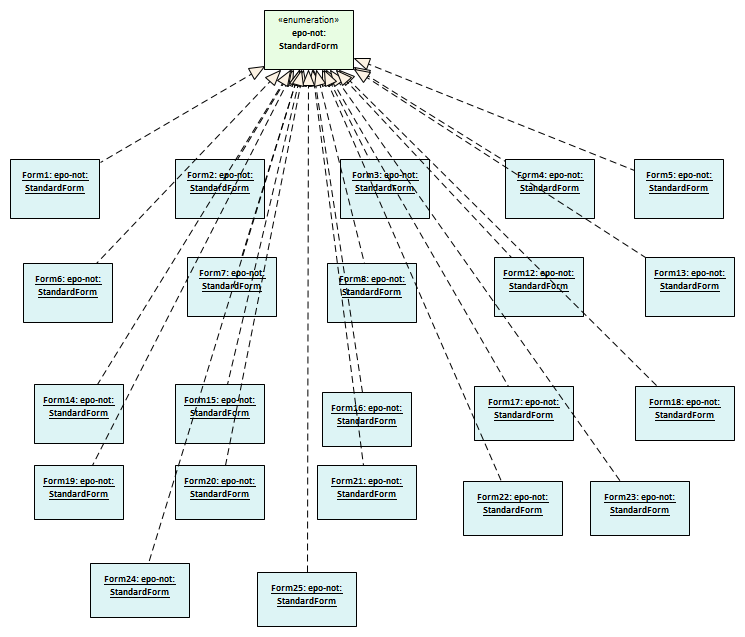 «enumeration»
epo-not:
StandardForm
Form1: epo-not:
StandardForm
Form2: epo-not:
StandardForm
Form3: epo-not:
StandardForm
Form4: epo-not:
StandardForm
Form5: epo-not:
StandardForm
Form6: epo-not:
StandardForm
Form7: epo-not:
StandardForm
Form8: epo-not:
StandardForm
Form12: epo-not:
StandardForm
Form13: epo-not:
StandardForm
Form14: epo-not:
StandardForm
Form15: epo-not:
StandardForm
Form16: epo-not:
StandardForm
Form17: epo-not:
StandardForm
Form18: epo-not:
StandardForm
Form19: epo-not:
StandardForm
Form20: epo-not:
StandardForm
Form21: epo-not:
StandardForm
Form22: epo-not:
StandardForm
Form23: epo-not:
StandardForm
Form24: epo-not:
StandardForm
Form25: epo-not:
StandardForm